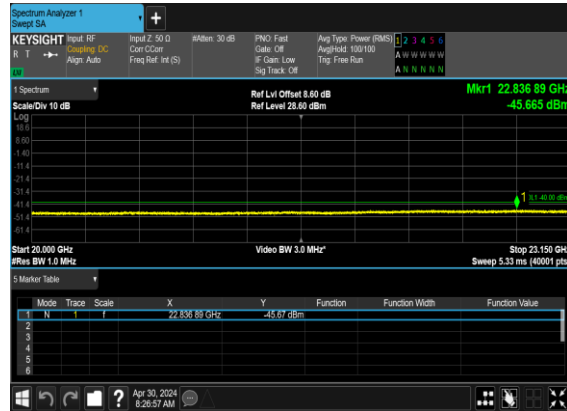 Spectrum Analyzer 1
Swept SA
+
KEYSIGHT Input: RF Input Z: 50 Ω #Atten: 30 dB PNO: Fast Avg Type: Power (RMS) 1 2 3 4 5 6
R T Coupling: DC Corr CCorr Gate: Off Avg|Hold: 100/100 A W W W W W
Align: Auto Freq Ref: Int (S) IF Gain: Low Trig: Free Run
Sig Track: Off A N N N N N
1 Spectrum Ref Lvl Offset 8.60 dB Mkr1 22.836 89 GHz
Scale/Div 10 dB Ref Level 28.60 dBm -45.665 dBm
Log
18.6
8.60
-1.40
-11.4
-21.4
-31.4
-41.4 1 DL1 -40.00 dBm
-51.4
-61.4
Start 20.000 GHz Video BW 3.0 MHz* Stop 23.150 GHz
#Res BW 1.0 MHz Sweep 5.33 ms (40001 pts)
5 Marker Table
Mode Trace Scale X Y Function Function Width Function Value
1 N 1 f 22.836 89 GHz -45.67 dBm
2
3
4
5
6
? Apr 30, 2024
8:26:57 AM